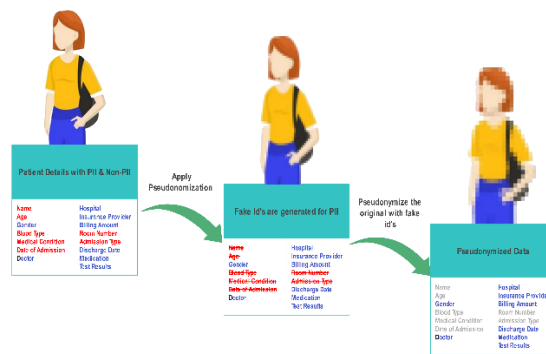 Patient Details with PII & Non-PII
Name
Age
Gender
Blood Type
Medical Condition
Date of Admission
Doctor
Hospital
Insurance Provider
Billing Amount
Room Number
Admission Type
Discharge Date
Medication
Test Results
Apply
Pseudonomization
Fake Id's are generated for PII
Name
Age
Gender
Blood Type
Medical Condition
Date of Admission
Doctor
Hospital
Insurance Provider
Billing Amount
Room Number
Admission Type
Discharge Date
Medication
Test Results
Pseudonymize the
original with fake
id's
Pseudonymized Data
Name
Age
Gender
Blood Type
Medical Condition
Date of Admission
Doctor
Hospital
Insurance Provider
Billing Amount
Room Number
Admission Type
Discharge Date
Medication
Test Results